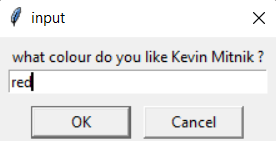 input
what colour do you like Kevin Mitnik ?
red
OK
Cancel